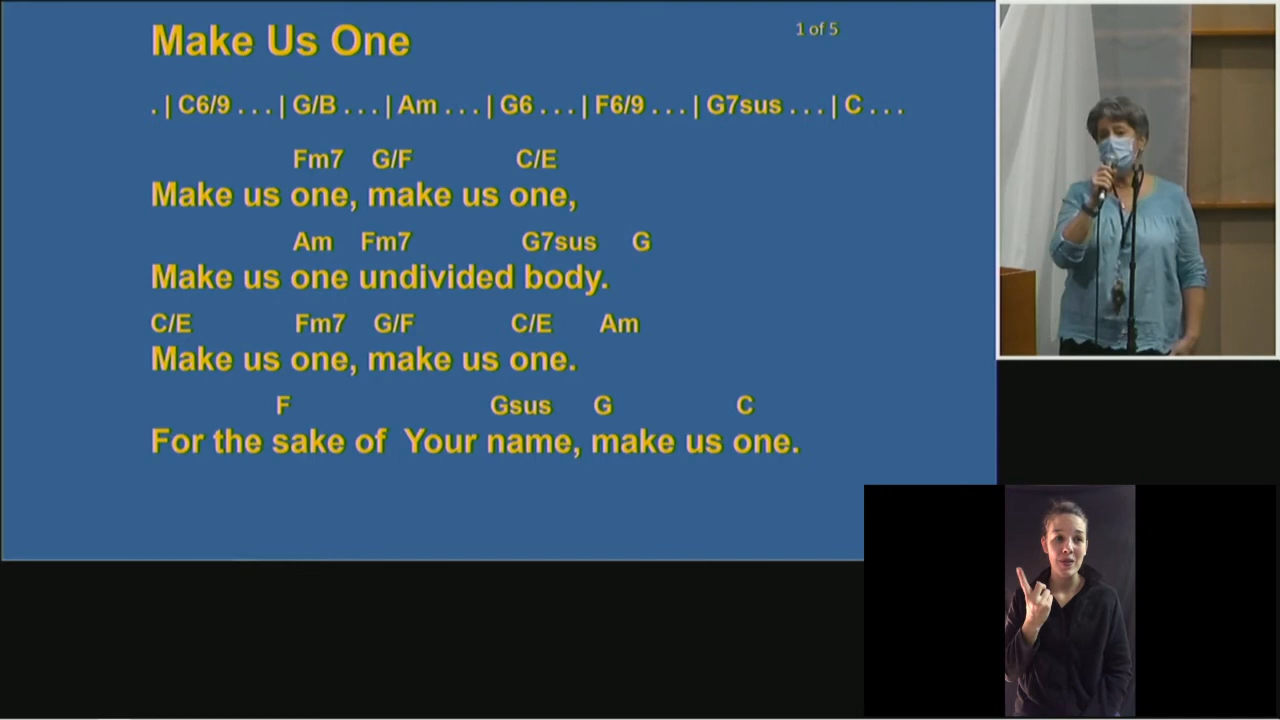 Make Us One
1 of 5
. | C6/9 . . . | G/B . . . | Am . . . | G6 . . . | F6/9 . . . | G7sus . . . | C . . .
Fm7 G/F C/E
Make us one, make us one,
Am Fm7 G7sus G
Make us one undivided body.
C/E Fm7 G/F C/E Am
Make us one, make us one.
F Gsus G C
For the sake of Your name, make us one.